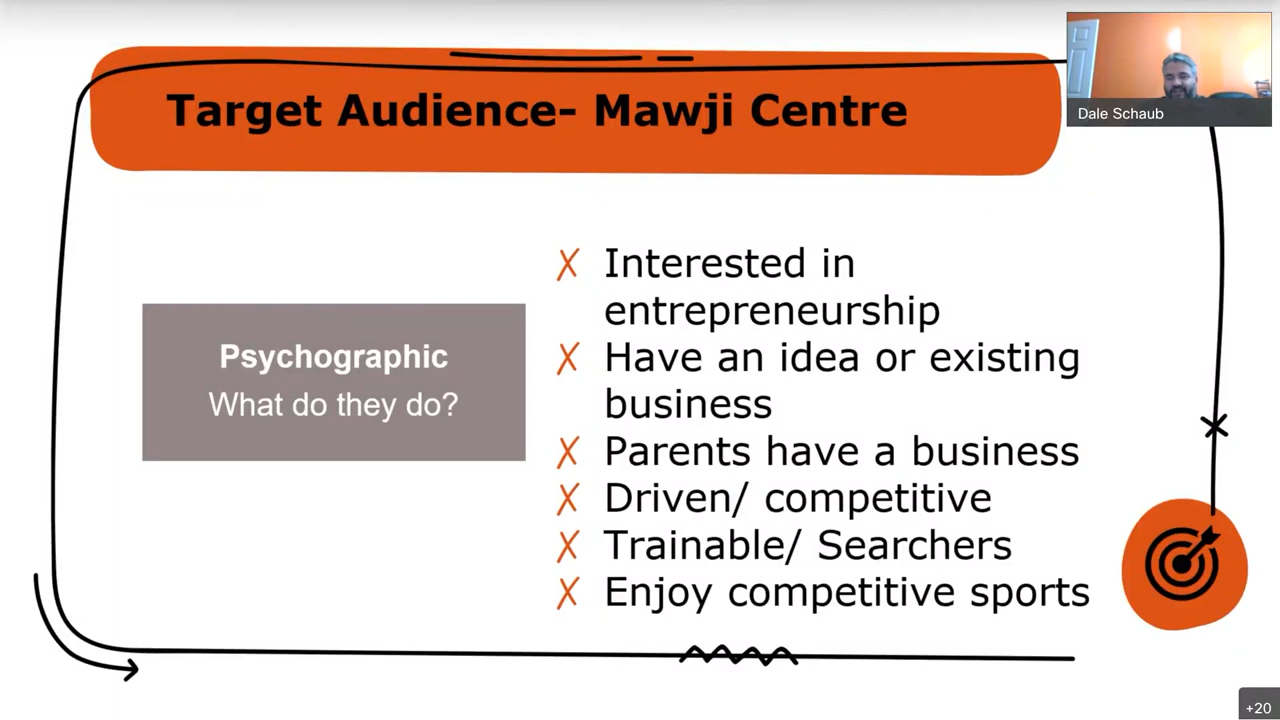 Target Audience- Mawji Centre
Dale Schaub
Psychographic
What do they do?
Interested in
entrepreneurship
Have an idea or existing
business
Parents have a business
Driven/ competitive
Trainable/ Searchers
Enjoy competitive sports
+20